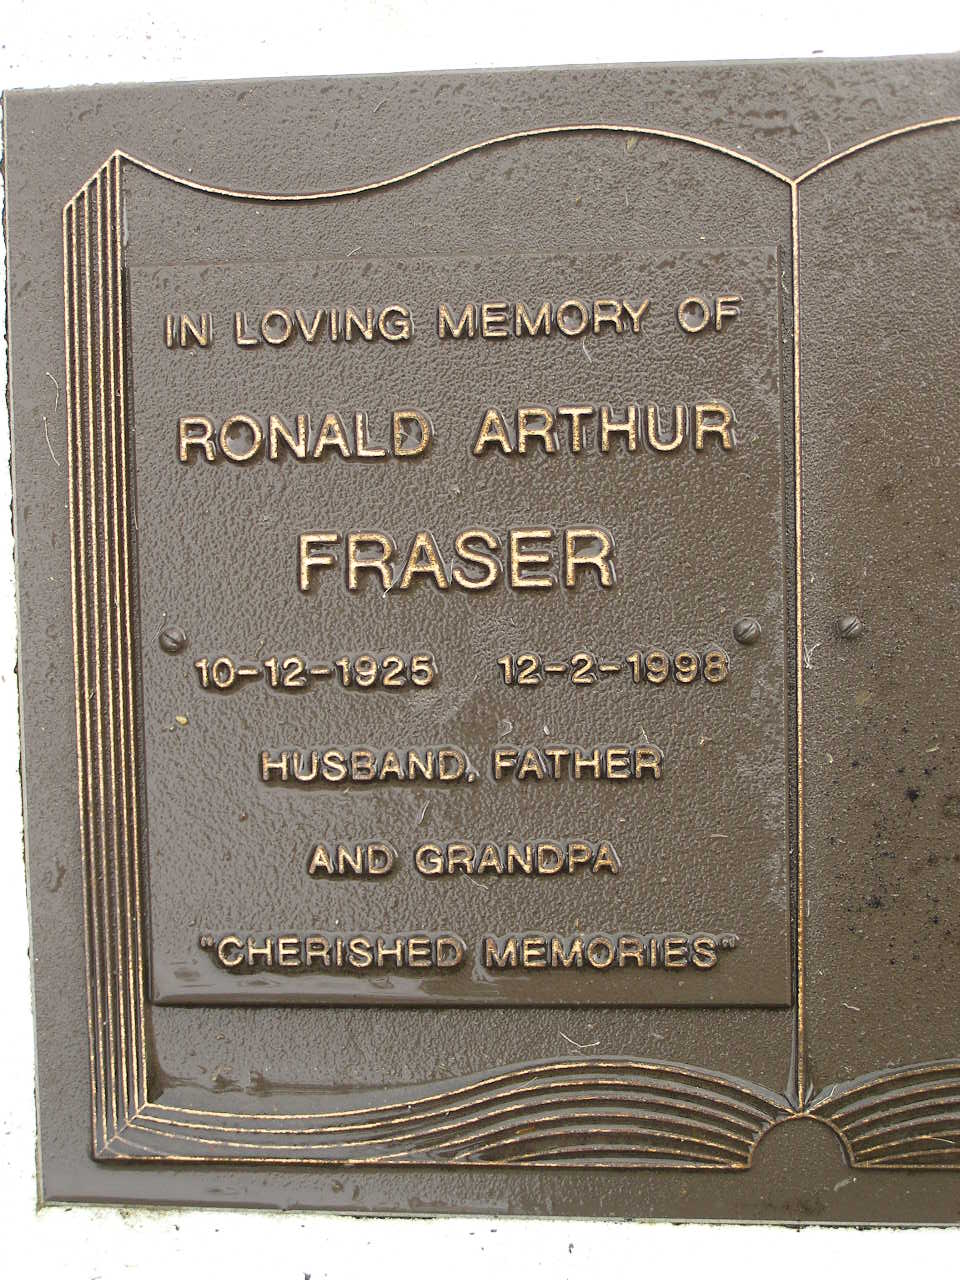 IN LOVING MEMORY OF
RONALD ARTHUR
FRASER
10-12-1925 12-2-1998
HUSBAND, FATHER
AND GRANDPA
"CHERISHED MEMORIES"